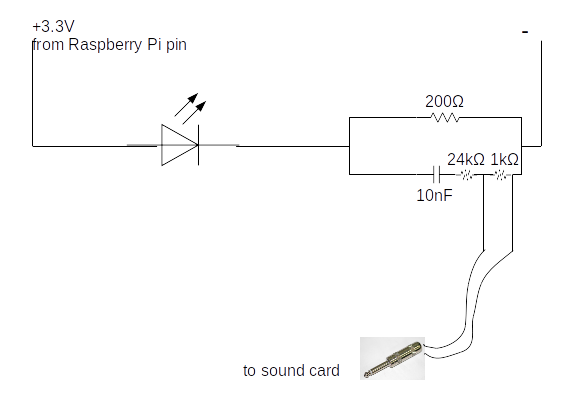 +3.3V
from Raspberry Pi pin
-
200Ω
24kΩ 1kΩ
10nF
to sound card